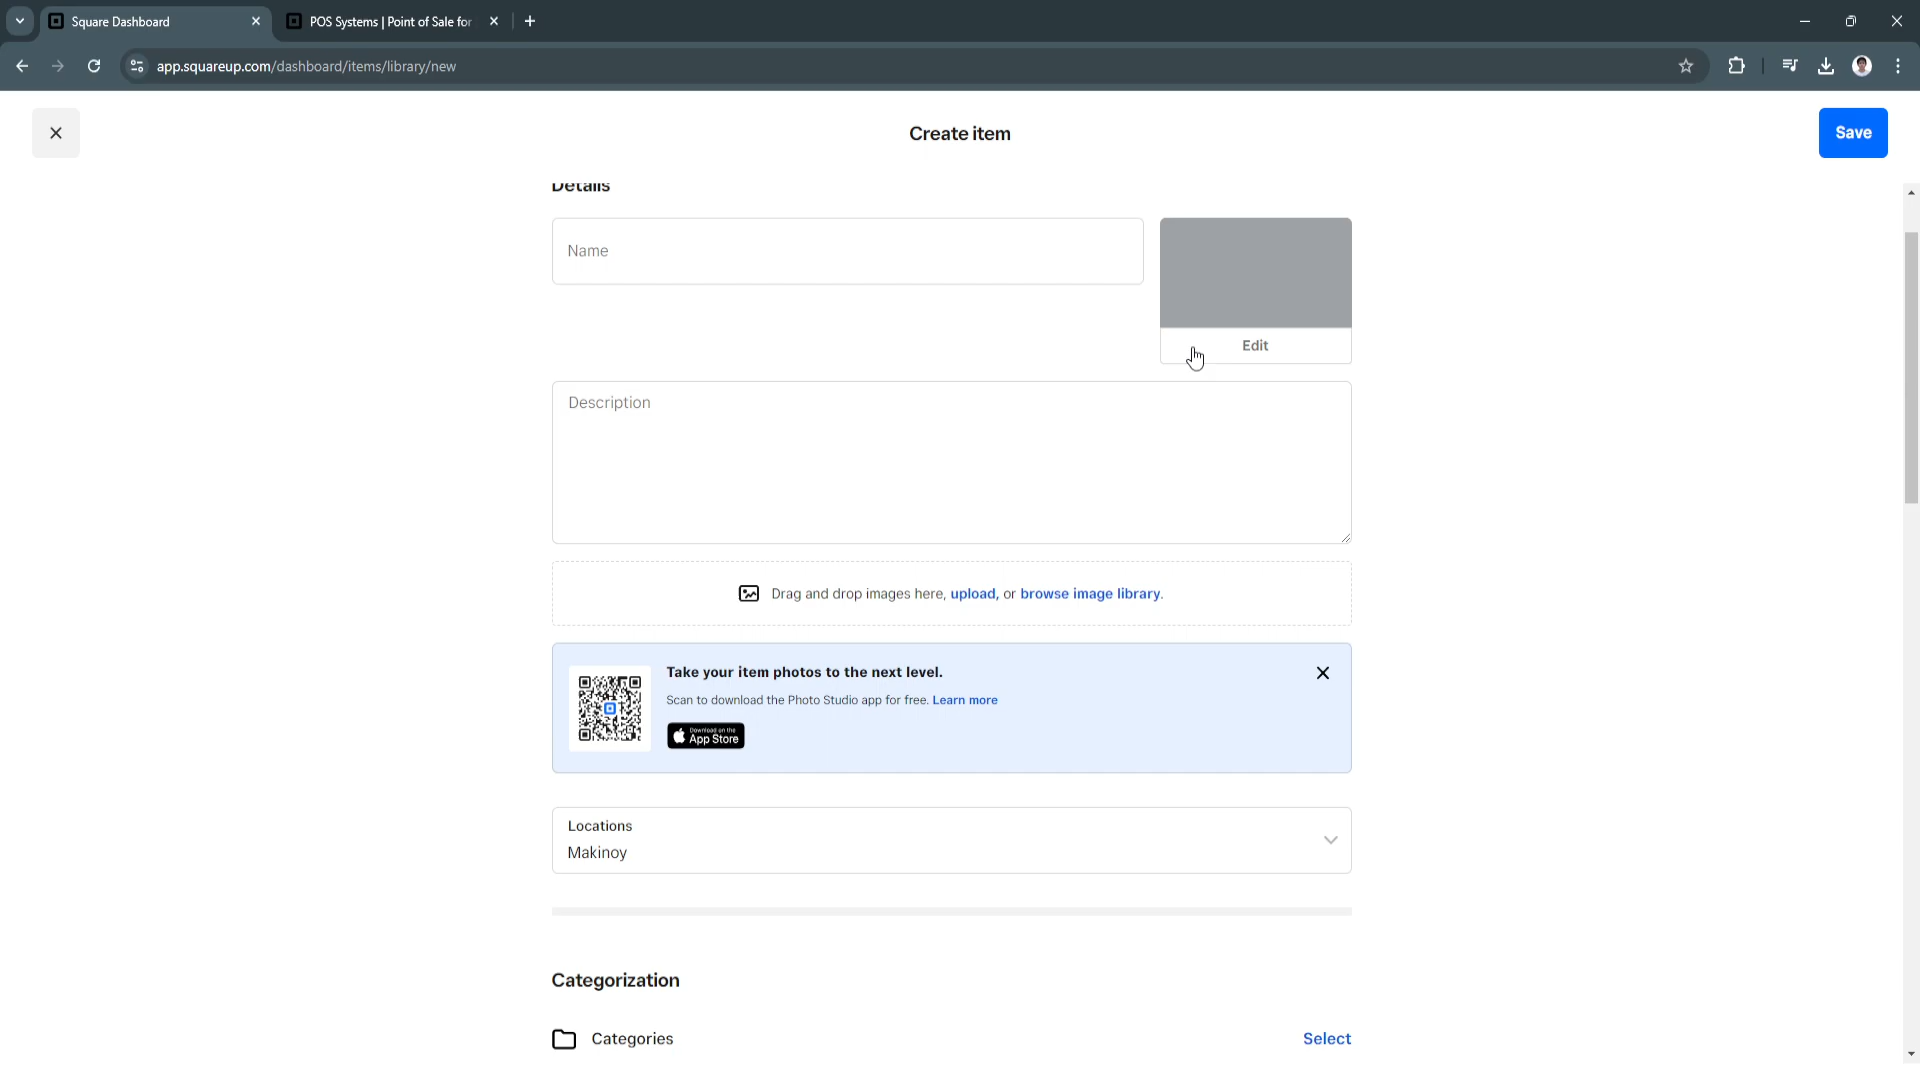 Square Dashboard
POS Systems | Point of Sale for
app.squareup.com/dashboard/items/library/new
Create item
Save
Details
Name
Edit
Description
Drag and drop images here, upload, or browse image library.
Take your item photos to the next level.
Scan to download the Photo Studio app for free. Learn more
Download on the
App Store
Locations
Makinoy
Categorization
Categories
Select